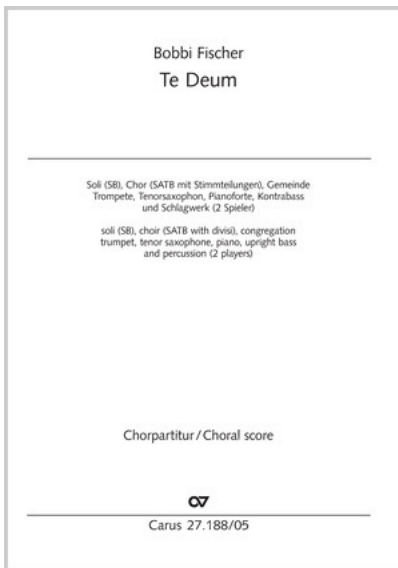 Bobbi Fischer
Te Deum
Soli (SB), Chor (SATB mit Stimmteilungen), Gemeinde
Trompete, Tenorsaxophon, Pianoforte, Kontrabass
und Schlagwerk (2 Spieler)
soli (SB), choir (SATB with divisi), congregation
trumpet, tenor saxophone, piano, upright bass
and percussion (2 players)
Chorpartitur/Choral score
Carus 27.188/05